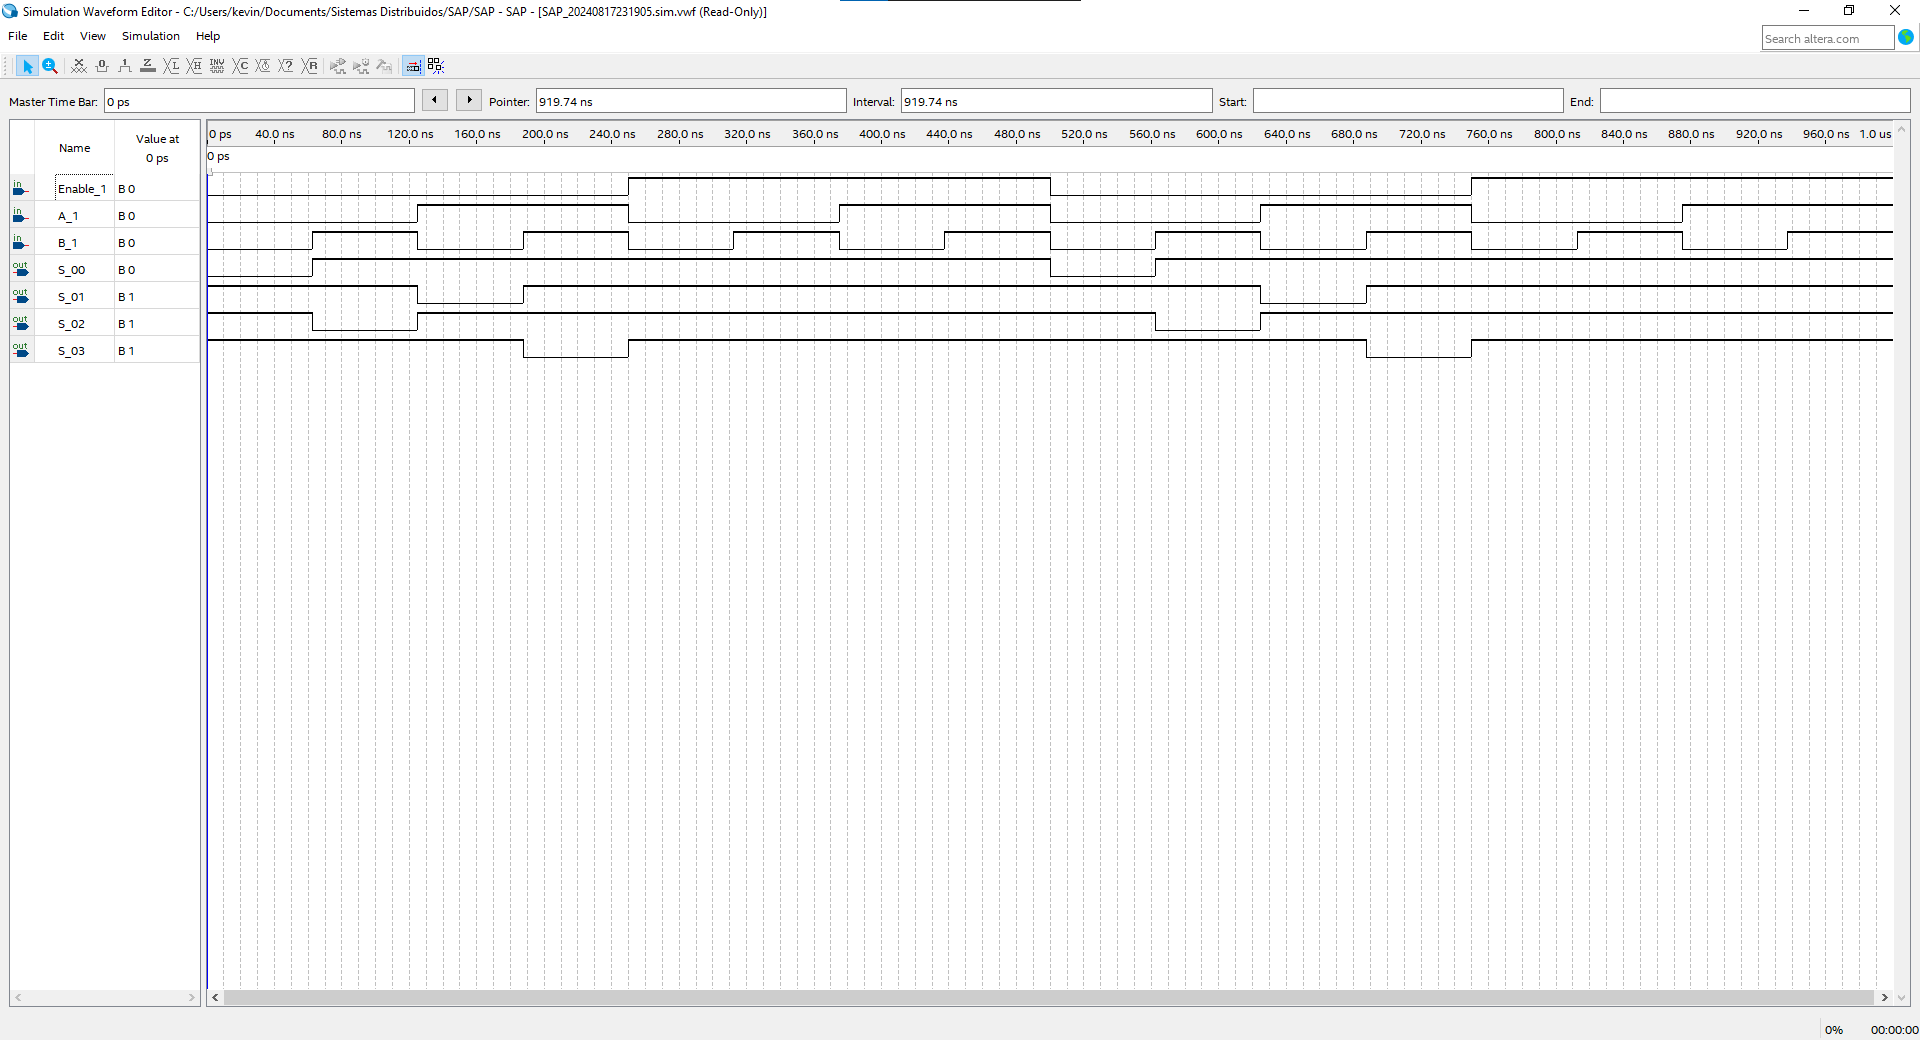 Simulation Waveform Editor - C:/Users/kevin/Documents/Sistemas Distribuidos/SAP/SAP - SAP - [SAP_20240817231905.sim.vwf (Read-Only)]
File Edit View Simulation Help
Search altera.com
Master Time Bar: 0 ps Pointer: 919.74 ns Interval: 919.74 ns Start: End:
Name Value at 0 ps
0 ps 40.0 ns 80.0 ns 120.0 ns 160.0 ns 200.0 ns 240.0 ns 280.0 ns 320.0 ns 360.0 ns 400.0 ns 440.0 ns 480.0 ns 520.0 ns 560.0 ns 600.0 ns 640.0 ns 680.0 ns 720.0 ns 760.0 ns 800.0 ns 840.0 ns 880.0 ns 920.0 ns 960.0 ns 1.0 us
0 ps
in Enable_1 B 0
in A_1 B 0
in B_1 B 0
out S_00 B 0
out S_01 B 1
out S_02 B 1
out S_03 B 1
0% 00:00:00